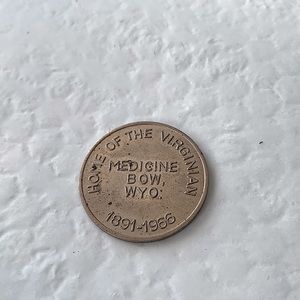 HOME OF THE VIRGINIAN
MEDICINE
BOW,
WYO.
1891-1966